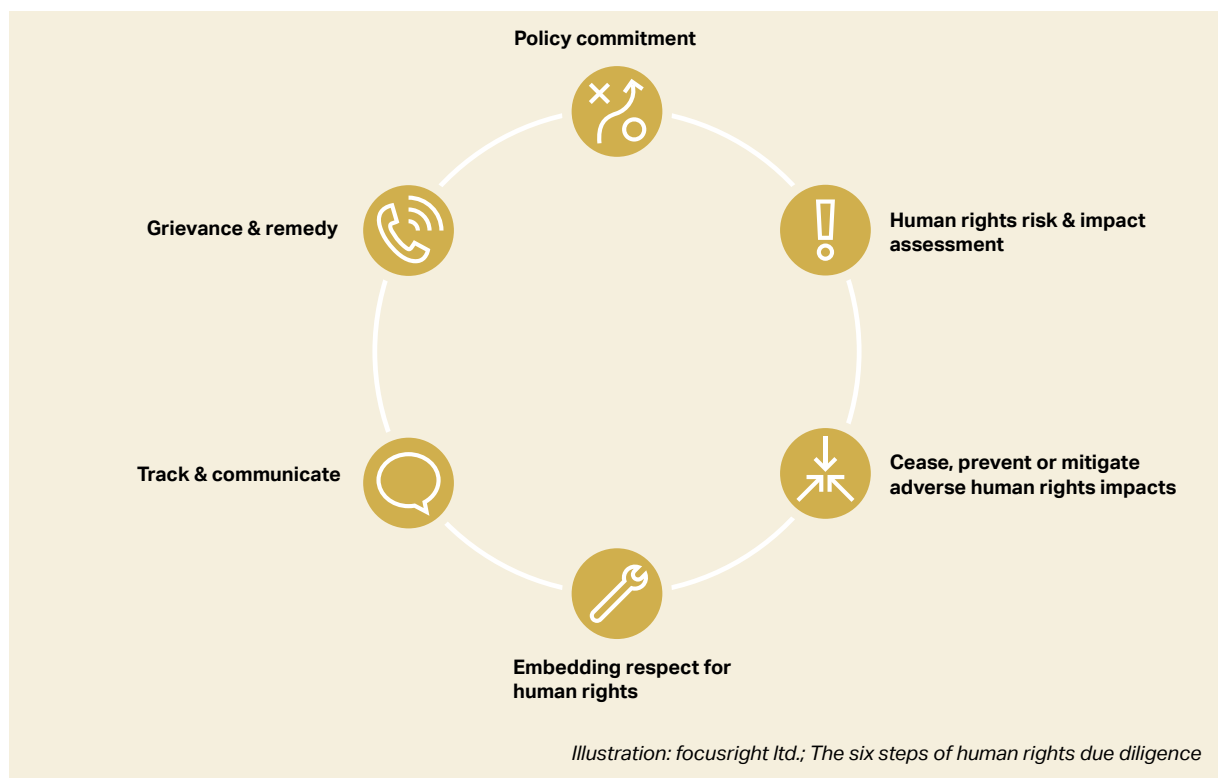 Policy commitment
Human rights risk & impact
assessment
Cease, prevent or mitigate
adverse human rights impacts
Embedding respect for
human rights
Track & communicate
Grievance & remedy
Illustration: focusright ltd.; The six steps of human rights due diligence